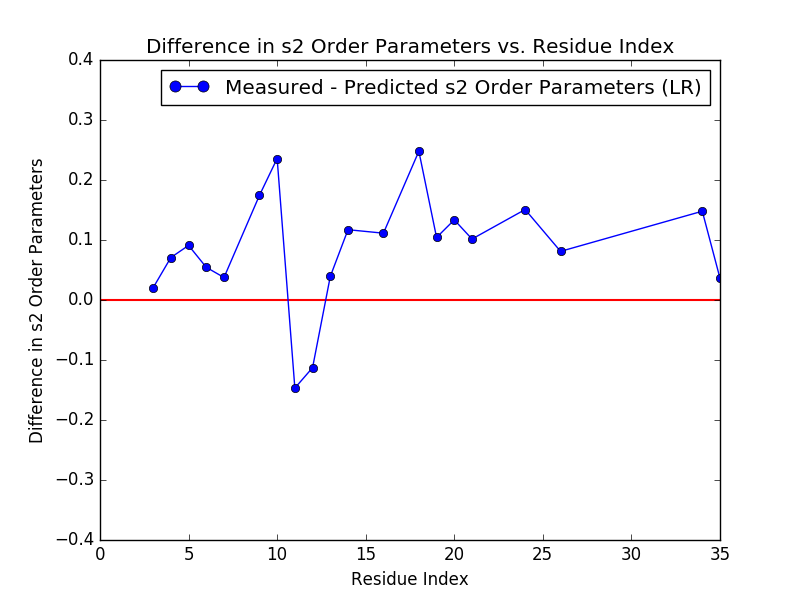 Difference in s2 Order Parameters vs. Residue Index
Measured - Predicted s2 Order Parameters (LR)
Difference in s2 Order Parameters
0.4
0.3
0.2
0.1
0.0
−0.1
−0.2
−0.3
−0.4
0 5 10 15 20 25 30 35
Residue Index